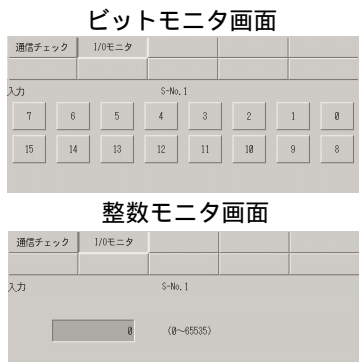 ビットモニタ画面
通信チェック I/Oモニタ
入力 S-No. 1
7 6 5 4 3 2 1 0
15 14 13 12 11 10 9 8
整数モニタ画面
通信チェック I/Oモニタ
入力 S-No. 1
0 (0~65535)